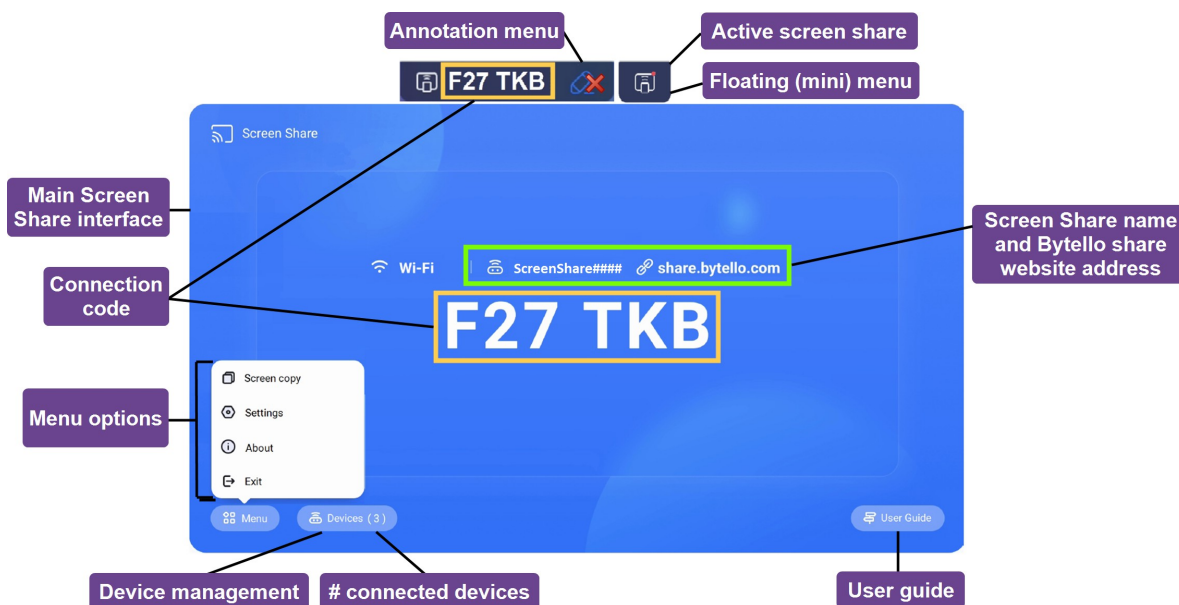 Annotation menu
Active screen share
F27 TKB
Floating (mini) menu
Screen Share
Main Screen
Share interface
Screen Share name
and Bytello share
website address
Wi-Fi | ScreenShare#### share.bytello.com
Connection
code
F27 TKB
Menu options
Screen copy
Settings
About
Exit
Menu
Devices ( 3 )
User Guide
Device management
# connected devices
User guide